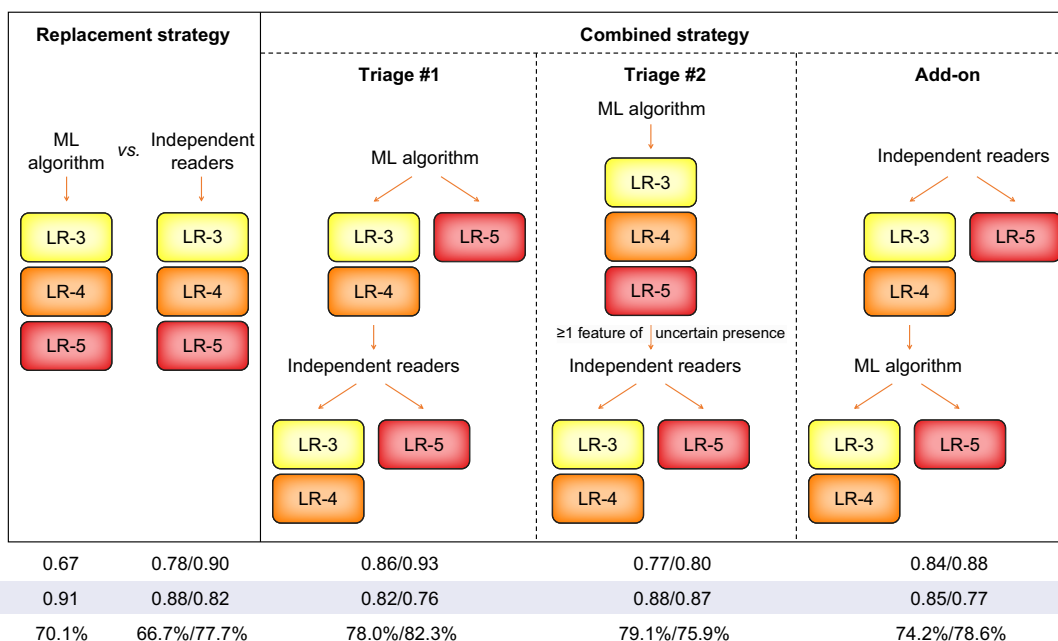 Replacement strategy
Combined strategy
Triage #1
Triage #2
Add-on
ML algorithm
vs.
Independent readers
LR-3
LR-4
LR-5
LR-3
LR-4
LR-5
ML algorithm
LR-3
LR-5
LR-4
Independent readers
LR-3
LR-5
LR-4
ML algorithm
LR-3
LR-4
LR-5
≥1 feature of uncertain presence
Independent readers
LR-3
LR-5
LR-4
Independent readers
LR-3
LR-5
LR-4
ML algorithm
LR-3
LR-5
LR-4
0.67 0.78/0.90 0.86/0.93 0.77/0.80 0.84/0.88
0.91 0.88/0.82 0.82/0.76 0.88/0.87 0.85/0.77
70.1% 66.7%/77.7% 78.0%/82.3% 79.1%/75.9% 74.2%/78.6%